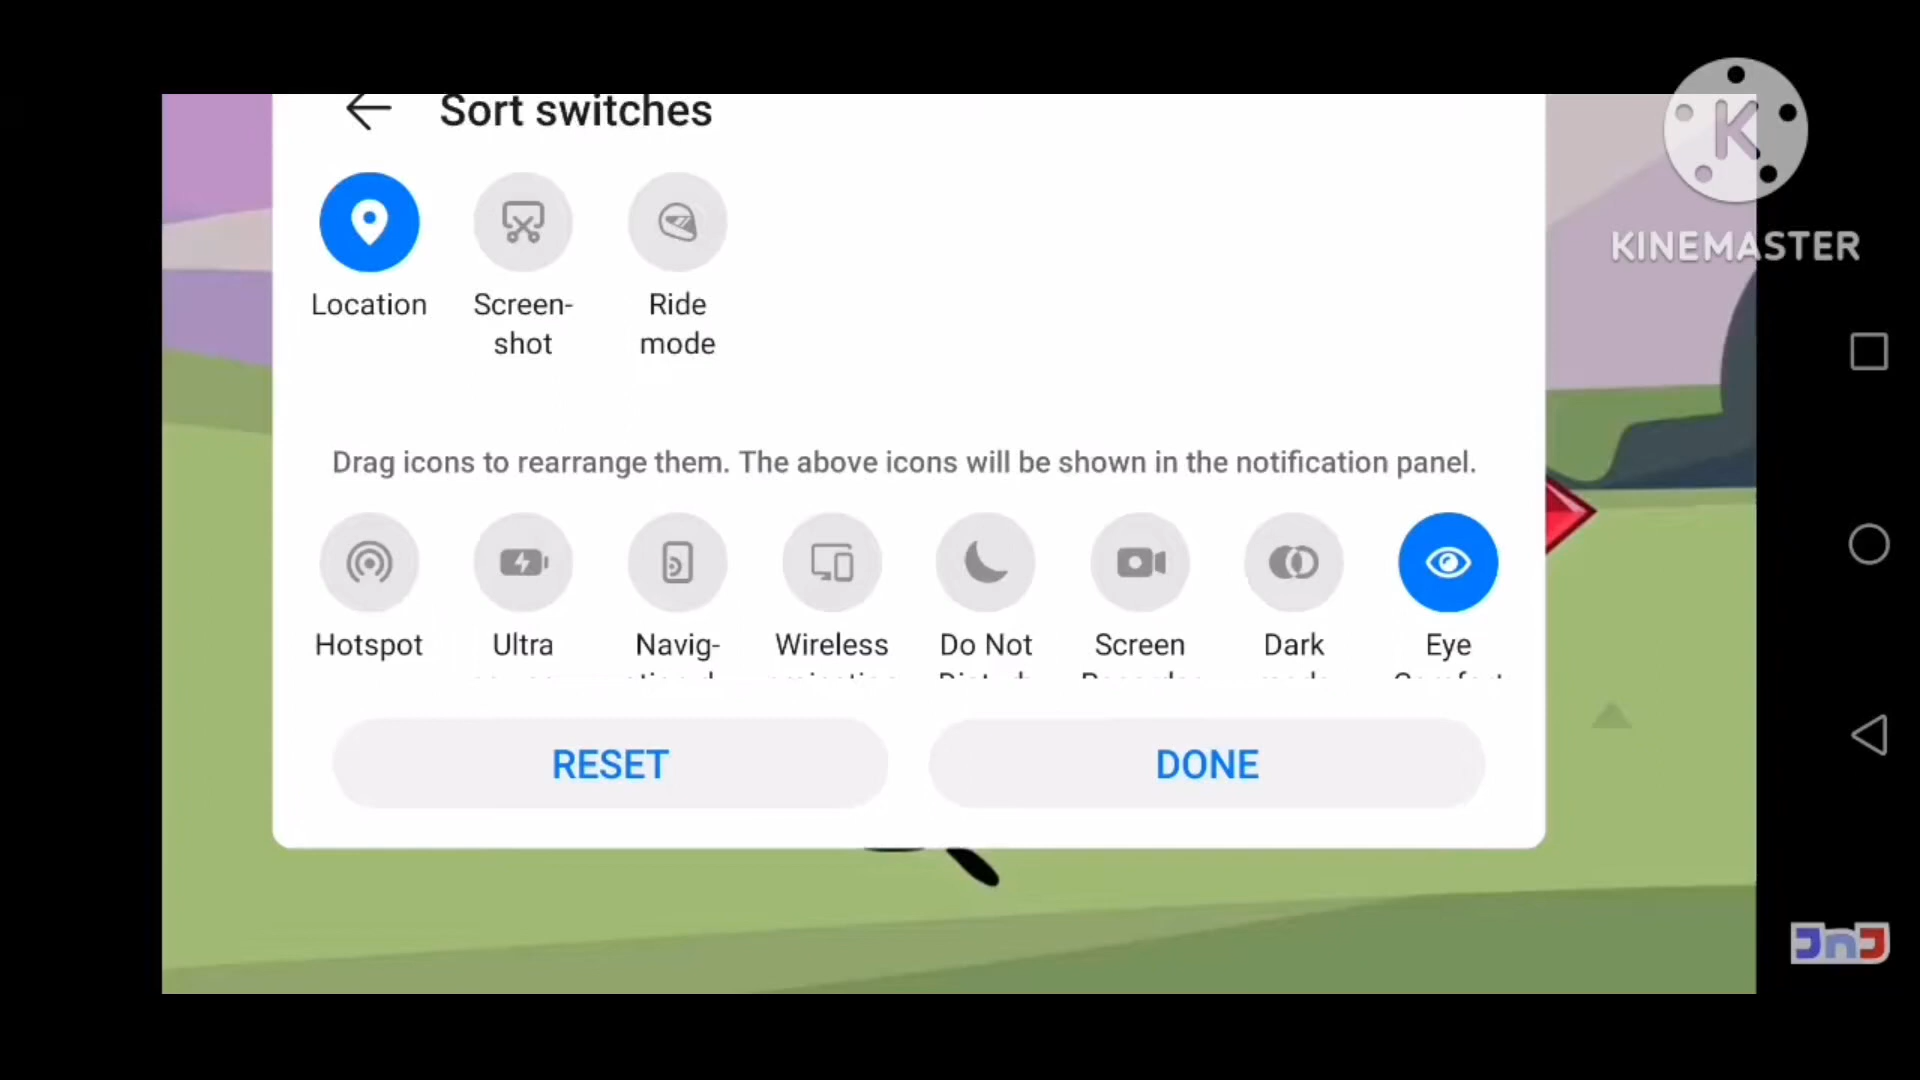 Sort switches
K
KINEMASTER
Location
Screen-
shot
Ride
mode
Drag icons to rearrange them. The above icons will be shown in the notification panel.
Hotspot
Ultra
Navig-
Wireless
Do Not
Screen
Dark
Eye
RESET
DONE
JnJ